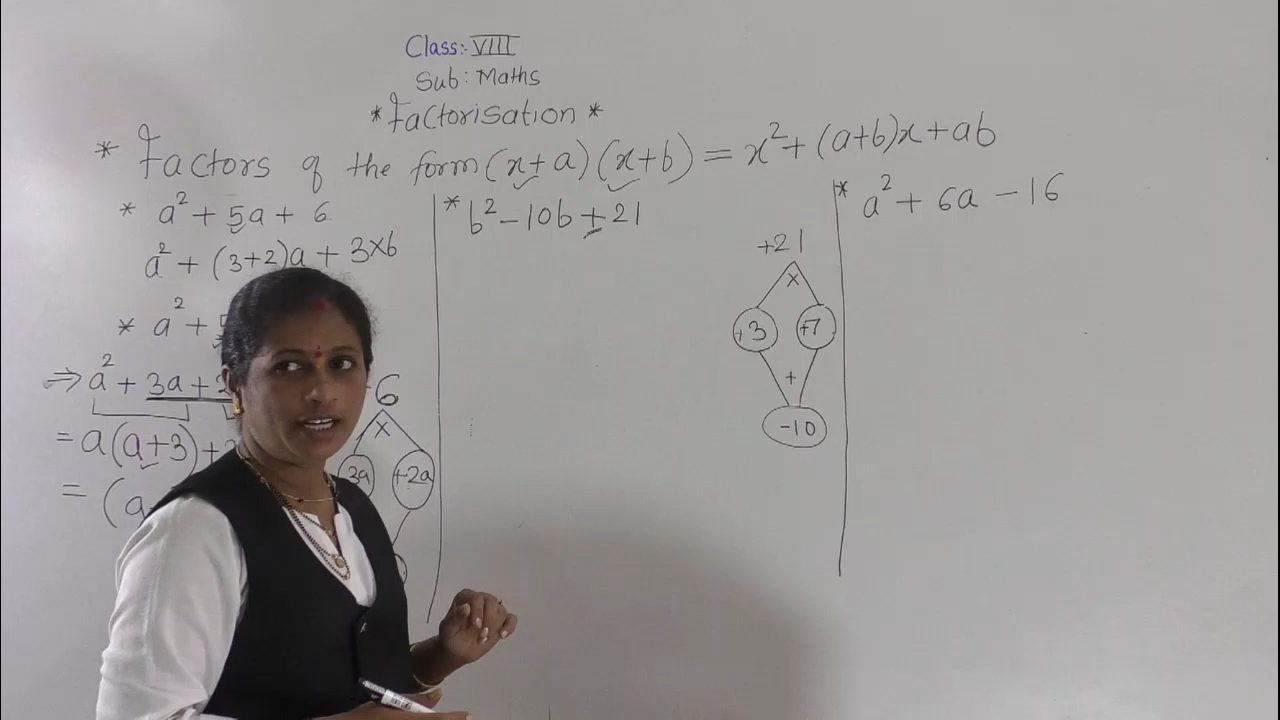 Class:- VIII
Sub: Maths
* Factorisation *
* Factors of the form (x+a)(x+b) = x² + (a+b)x + ab
* a² + 5a + 6
a² + (3+2)a + 3×b
* a² +
⇒ a² + 3a +
= a(a+3) +
= (a
6
×
3a
+2a
* b² - 10b + 21
+21
×
+3 +7
+
-10
* a² + 6a - 16